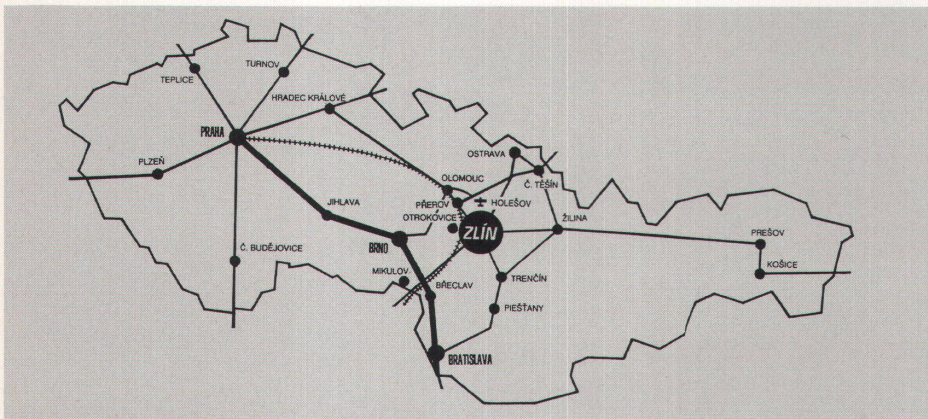 TURNOV
TEPLICE
HRADEC KRÁLOVÉ
PRAHA
PLZEŇ
OSTRAVA
OLOMOUC
Č. TĚŠÍN
PŘEROV
HOLEŠOV
JIHLAVA
OTROKOVICE
ŽILINA
ZLÍN
PREŠOV
Č. BUDĚJOVICE
BRNO
KOŠICE
MIKULOV
TRENČÍN
BŘECLAV
PIEŠŤANY
BRATISLAVA